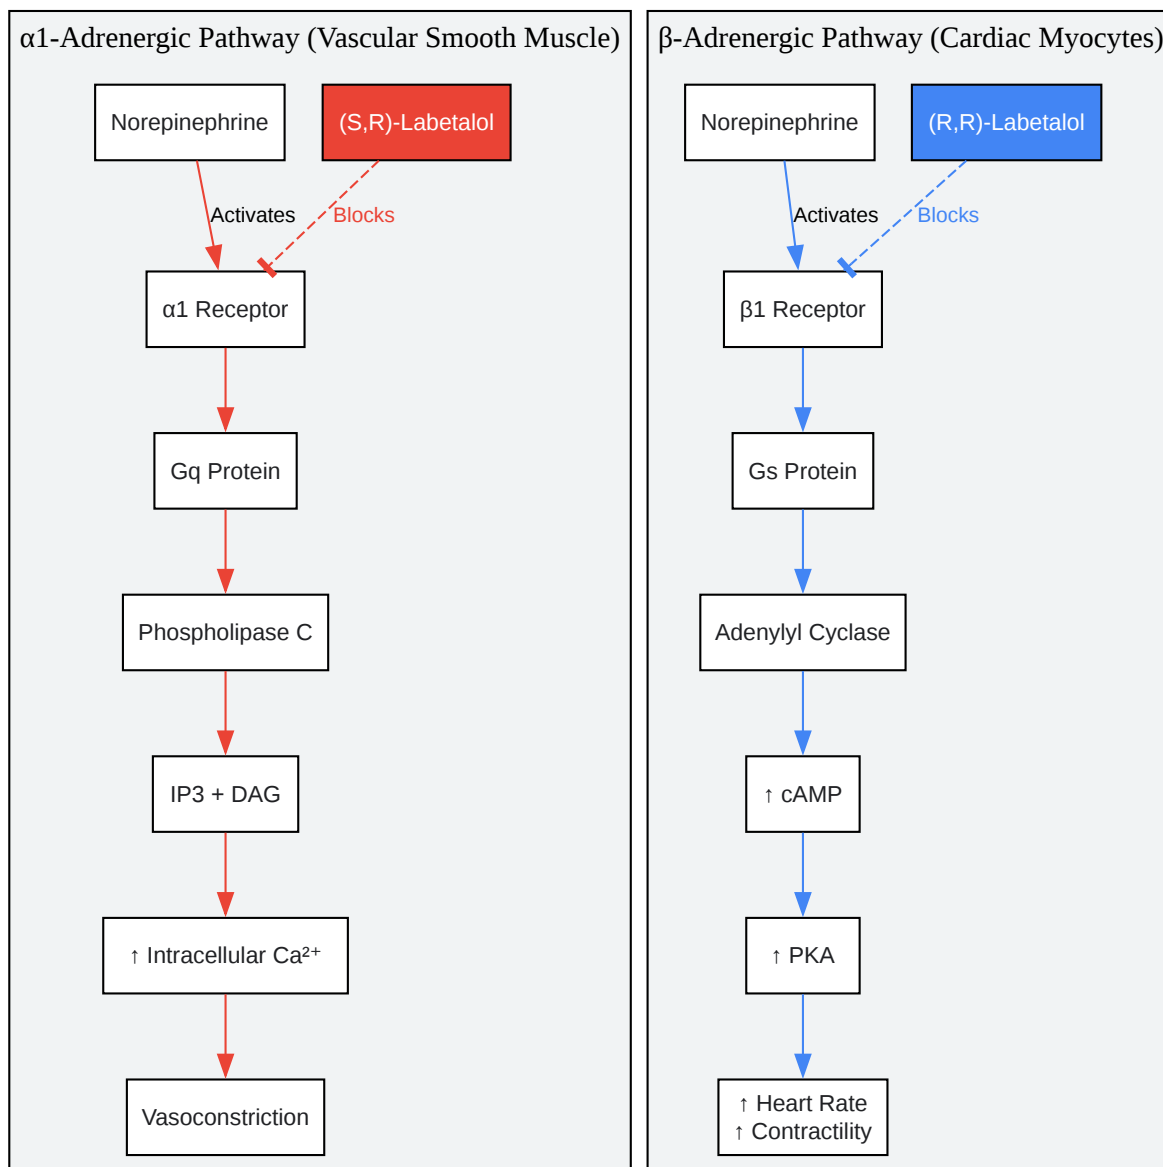 α1-Adrenergic Pathway (Vascular Smooth Muscle)
Norepinephrine
(S,R)-Labetalol
Activates
Blocks
α1 Receptor
Gq Protein
Phospholipase C
IP3 + DAG
↑ Intracellular Ca²⁺
Vasoconstriction
β-Adrenergic Pathway (Cardiac Myocytes)
Norepinephrine
(R,R)-Labetalol
Activates
Blocks
β1 Receptor
Gs Protein
Adenylyl Cyclase
↑ cAMP
↑ PKA
↑ Heart Rate
↑ Contractility